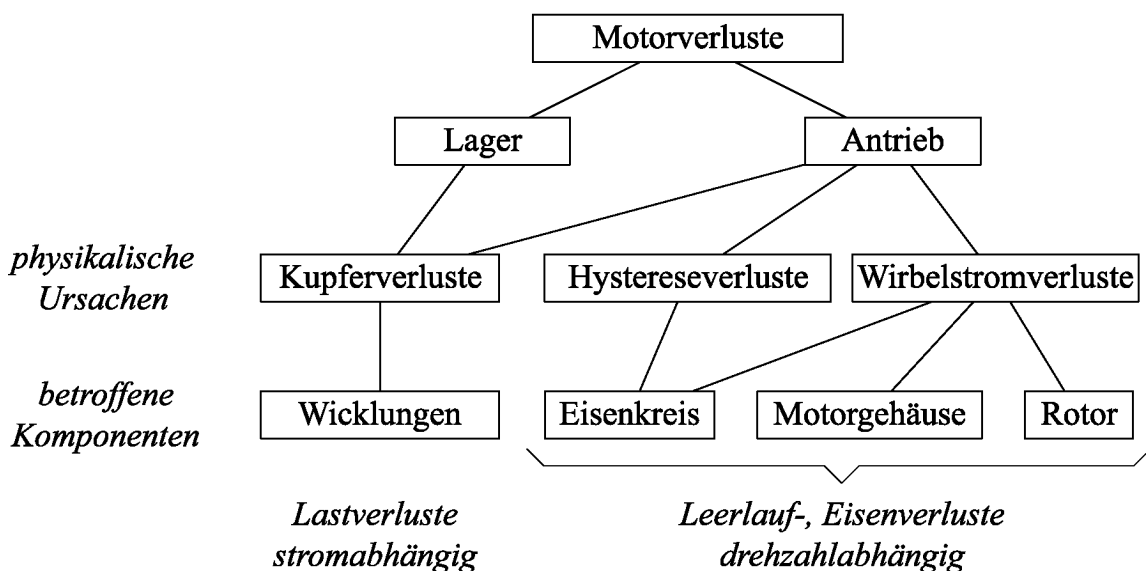 Motorverluste
Lager
Antrieb
physikalische
Ursachen
Kupferverluste
Hystereseverluste
Wirbelstromverluste
betroffene
Komponenten
Wicklungen
Eisenkreis
Motorgehäuse
Rotor
Lastverluste
stromabhängig
Leerlauf-, Eisenverluste
drehzahlabhängig